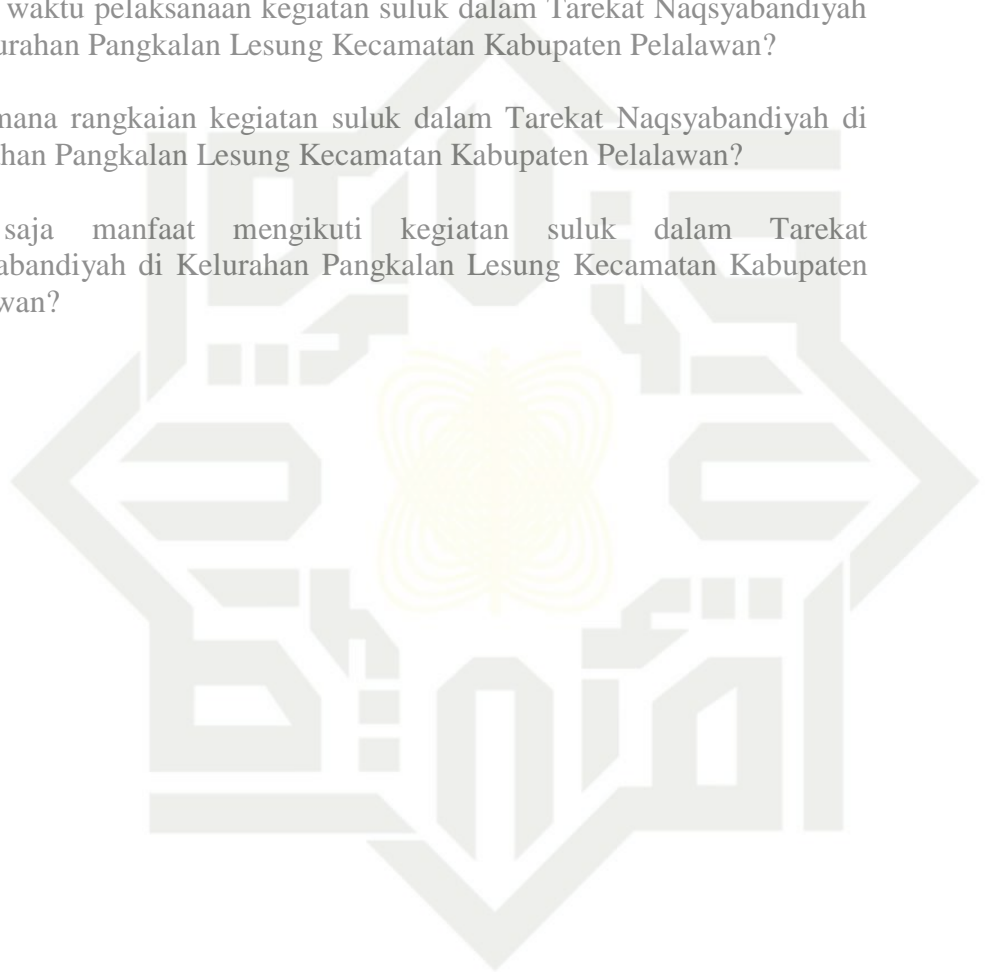 waktu pelaksanaan kegiatan suluk dalam Tarekat Naqsyabandiyah
urahan Pangkalan Lesung Kecamatan Kabupaten Pelalawan?
mana rangkaian kegiatan suluk dalam Tarekat Naqsyabandiyah di
han Pangkalan Lesung Kecamatan Kabupaten Pelalawan?
saja manfaat mengikuti kegiatan suluk dalam Tarekat
abandiyah di Kelurahan Pangkalan Lesung Kecamatan Kabupaten
wan?